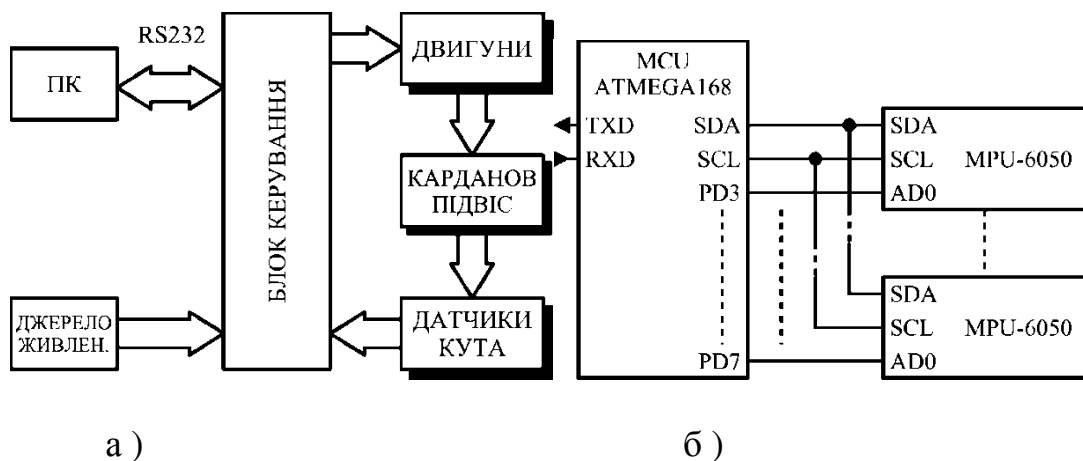 RS232
ПК
БЛОК КЕРУВАННЯ
ДВИГУНИ
КАРДАНОВ
ПІДВІС
ДАТЧИКИ
КУТА
ДЖЕРЕЛО
ЖИВЛЕН.
а )
MCU
ATMEGA168
TXD
RXD
SDA
SCL
PD3
PD7
SDA
SCL
AD0
MPU-6050
SDA
SCL
AD0
MPU-6050
б )